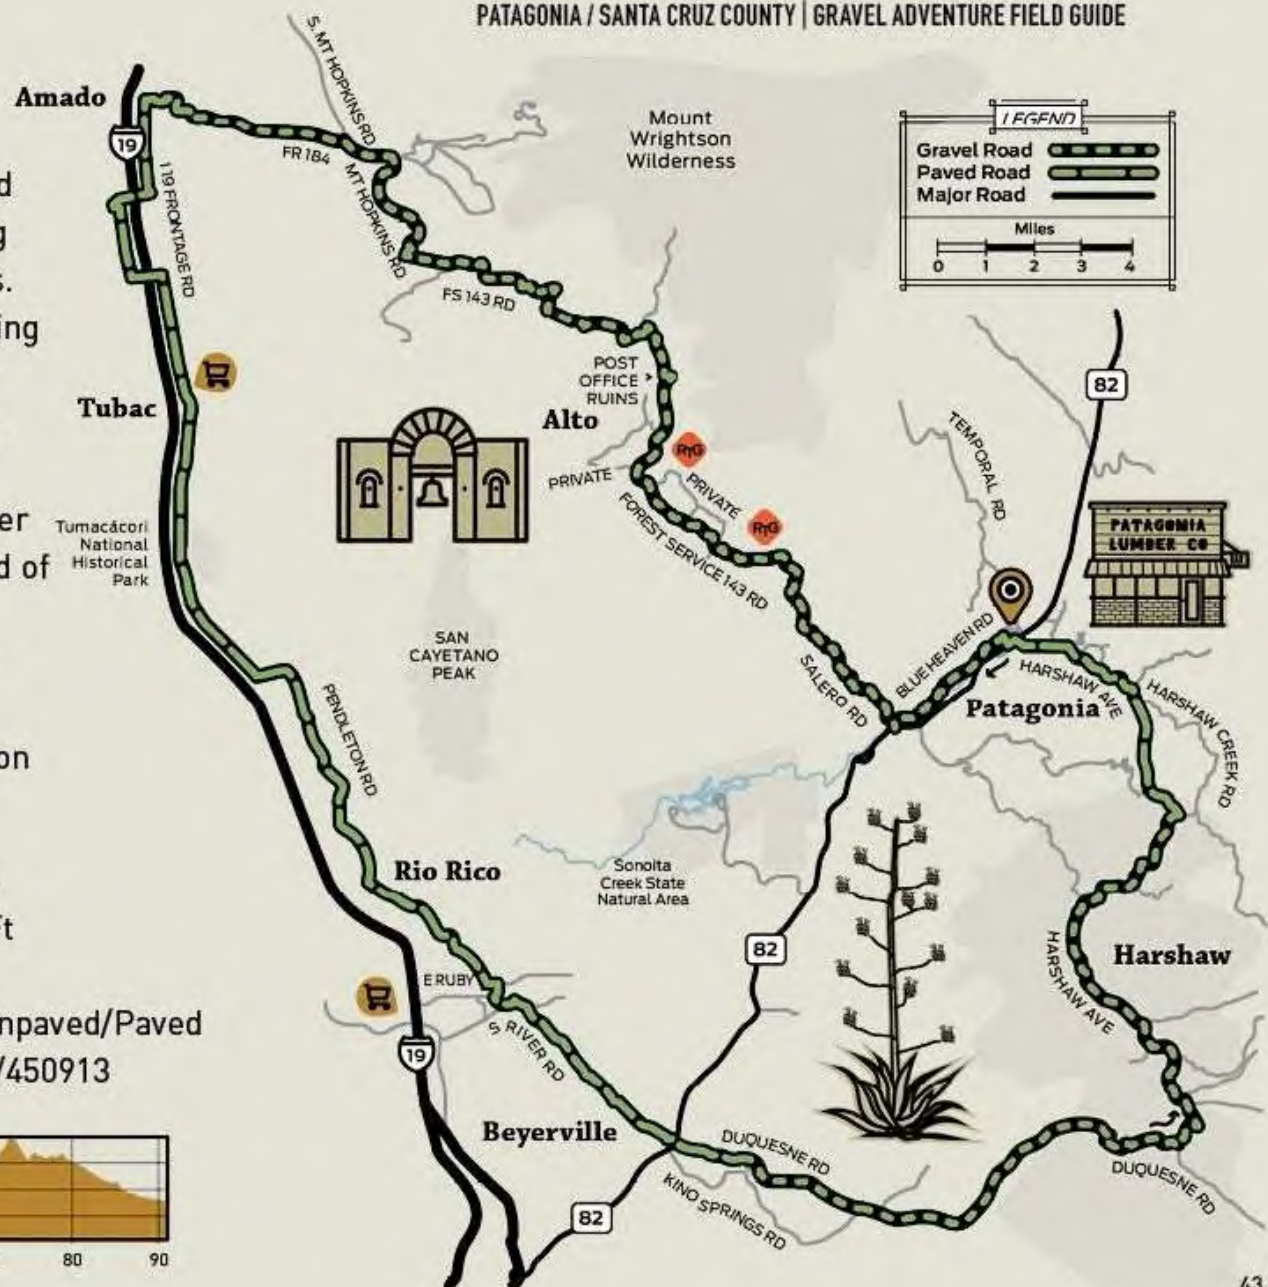 PATAGONIA / SANTA CRUZ COUNTY | GRAVEL ADVENTURE FIELD GUIDE
Amado
19
S. MT HOPKINS RD
FR 184
MT HOPKINS RD
Mount
Wrightson
Wilderness
LEGEND
Gravel Road
Paved Road
Major Road
Miles
0 1 2 3 4
I 19 FRONTAGE RD
FS 143 RD
ing
POST
OFFICE
RUINS
82
Tubac
Alto
TEMPORAL RD
PRIVATE
PRIVATE
RTG
RTG
PATAGONIA
LUMBER CO
er
d of
Tumacácori
National
Historical
Park
FOREST SERVICE 143 RD
SAN
CAYETANO
PEAK
SALERO RD
BLUE HEAVEN RD
HARSHAW AVE
Patagonia
HARSHAW CREEK RD
PENDLETON RD
on
Rio Rico
Sonoita
Creek State
Natural Area
ft
82
Harshaw
HARSHAW AVE
E RUBY
npaved/Paved
/450913
19
S RIVER RD
Beyerville
DUQUESNE RD
DUQUESNE RD
KINO SPRINGS RD
82
80 90
43